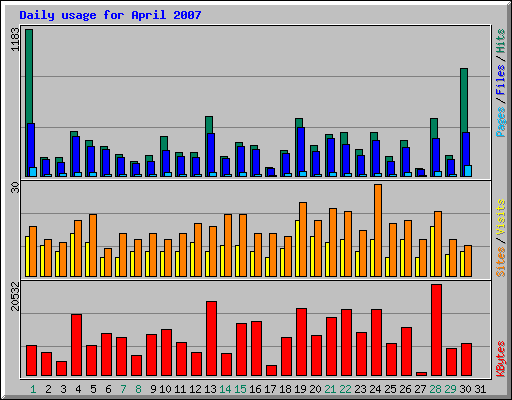 Daily usage for April 2007
1183
Pages / Files / Hits
30
Sites / Visits
20532
KBytes
1 2 3 4 5 6 7 8 9 10 11 12 13 14 15 16 17 18 19 20 21 22 23 24 25 26 27 28 29 30 31